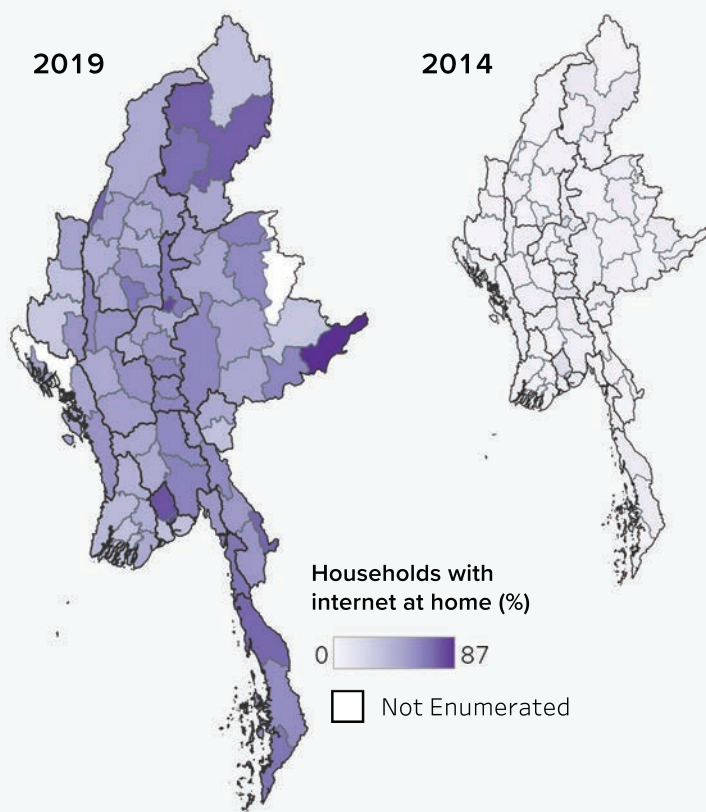 2019
2014
Households with
internet at home (%)
0 87
Not Enumerated